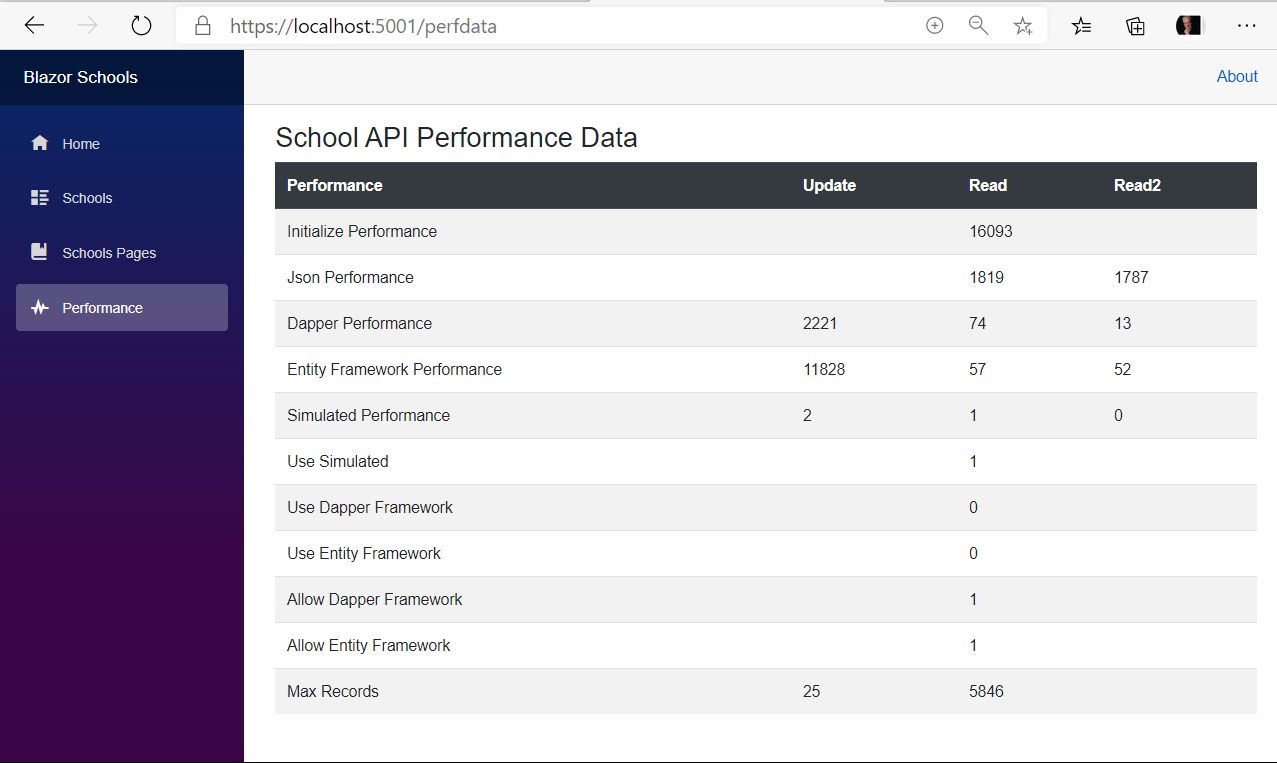 https://localhost:5001/perfdata
Blazor Schools
About
Home
Schools
Schools Pages
Performance
School API Performance Data
Performance Update Read Read2
Initialize Performance 16093
Json Performance 1819 1787
Dapper Performance 2221 74 13
Entity Framework Performance 11828 57 52
Simulated Performance 2 1 0
Use Simulated 1
Use Dapper Framework 0
Use Entity Framework 0
Allow Dapper Framework 1
Allow Entity Framework 1
Max Records 25 5846